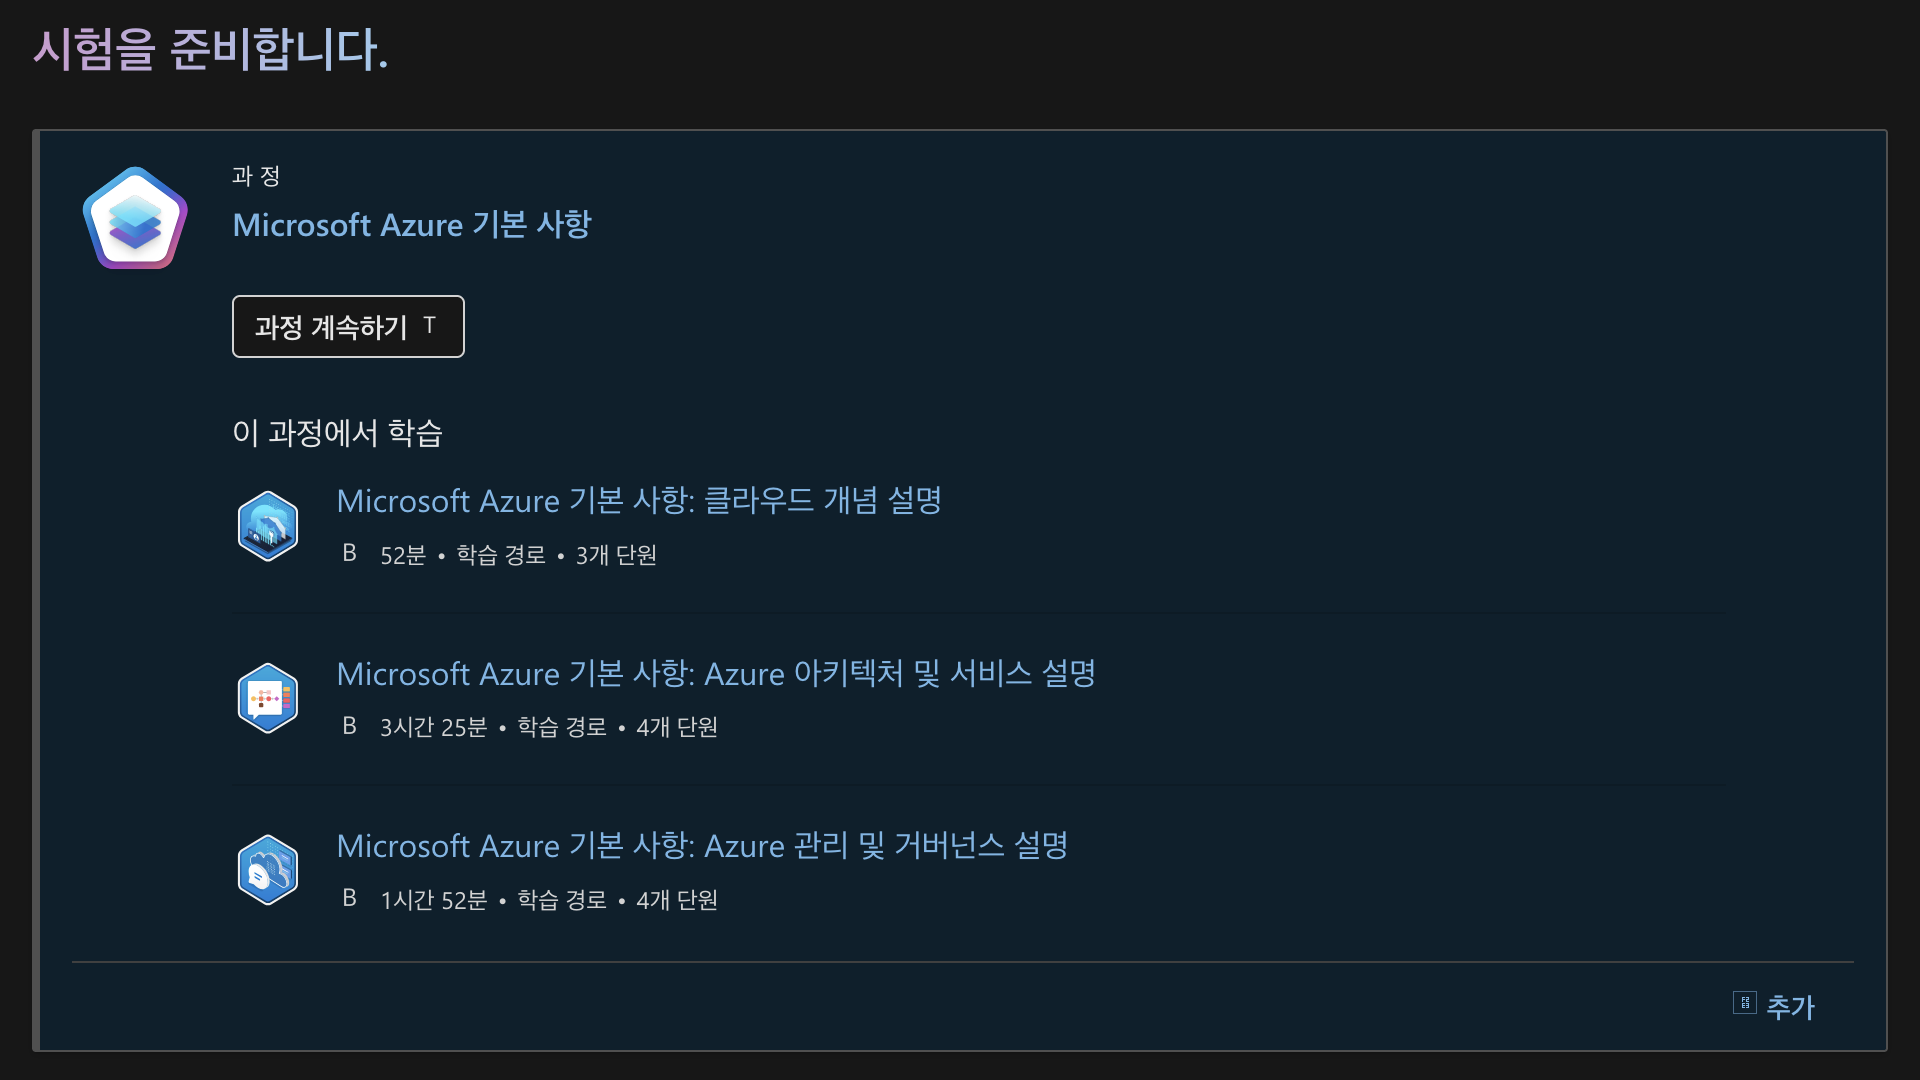 시험을 준비합니다.
과 정
Microsoft Azure 기본 사항
과정 계속하기 T
이 과정에서 학습
Microsoft Azure 기본 사항: 클라우드 개념 설명
B 52분 • 학습 경로 • 3개 단원
Microsoft Azure 기본 사항: Azure 아키텍처 및 서비스 설명
B 3시간 25분 • 학습 경로 • 4개 단원
Microsoft Azure 기본 사항: Azure 관리 및 거버넌스 설명
B 1시간 52분 • 학습 경로 • 4개 단원
추가